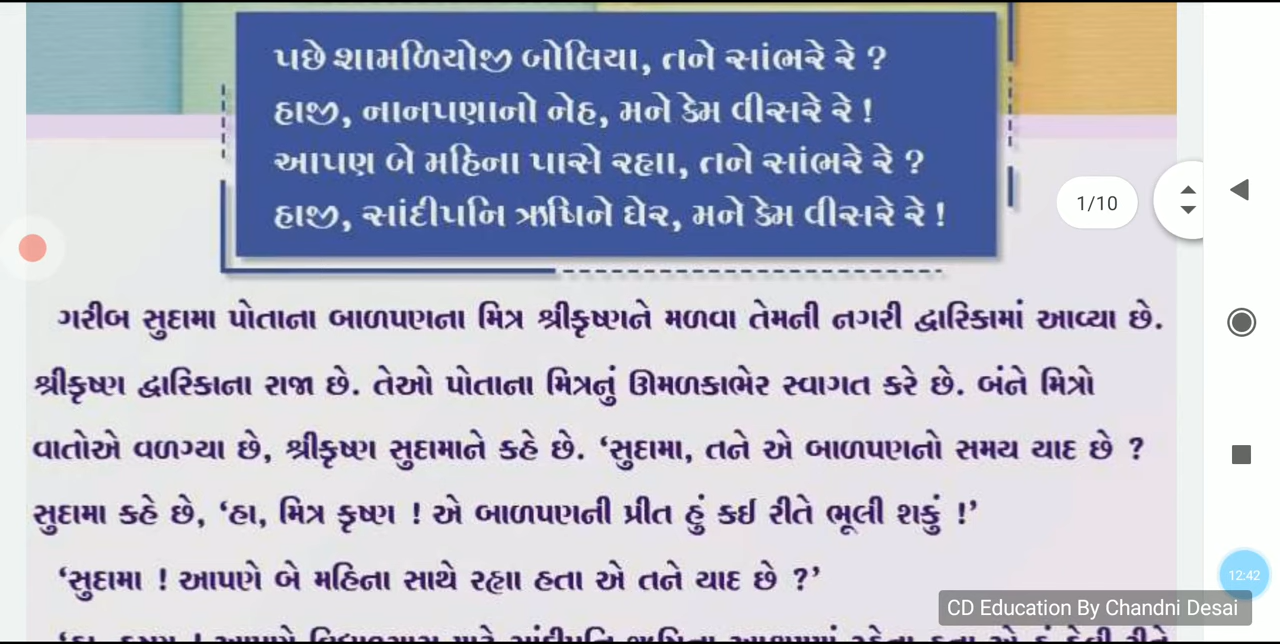 પછે શામળિયોજી બોલિયા, તને સાંભરે રે ?
હાજી, નાનપણાનો નેહ, મને કેમ વીસરે રે !
આપણ બે મહિના પાસે રહ્યા, તને સાંભરે રે ?
હાજી, સાંદીપનિ ઋષિને ઘેર, મને કેમ વીસરે રે !
1/10
ગરીબ સુદામા પોતાના બાળપણના મિત્ર શ્રીકૃષ્ણને મળવા તેમની નગરી દ્વારિકામાં આવ્યા છે.
શ્રીકૃષ્ણ દ્વારિકાના રાજા છે. તેઓ પોતાના મિત્રનું ઊમળકાભેર સ્વાગત કરે છે. બંને મિત્રો
વાતોએ વળગ્યા છે, શ્રીકૃષ્ણ સુદામાને કહે છે. ‘સુદામા, તને એ બાળપણનો સમય યાદ છે ?
સુદામા કહે છે, ‘હા, મિત્ર કૃષ્ણ ! એ બાળપણની પ્રીત હું કઈ રીતે ભૂલી શકું !’
‘સુદામા ! આપણે બે મહિના સાથે રહ્યા હતા એ તને યાદ છે ?’
12:42
CD Education By Chandni Desai